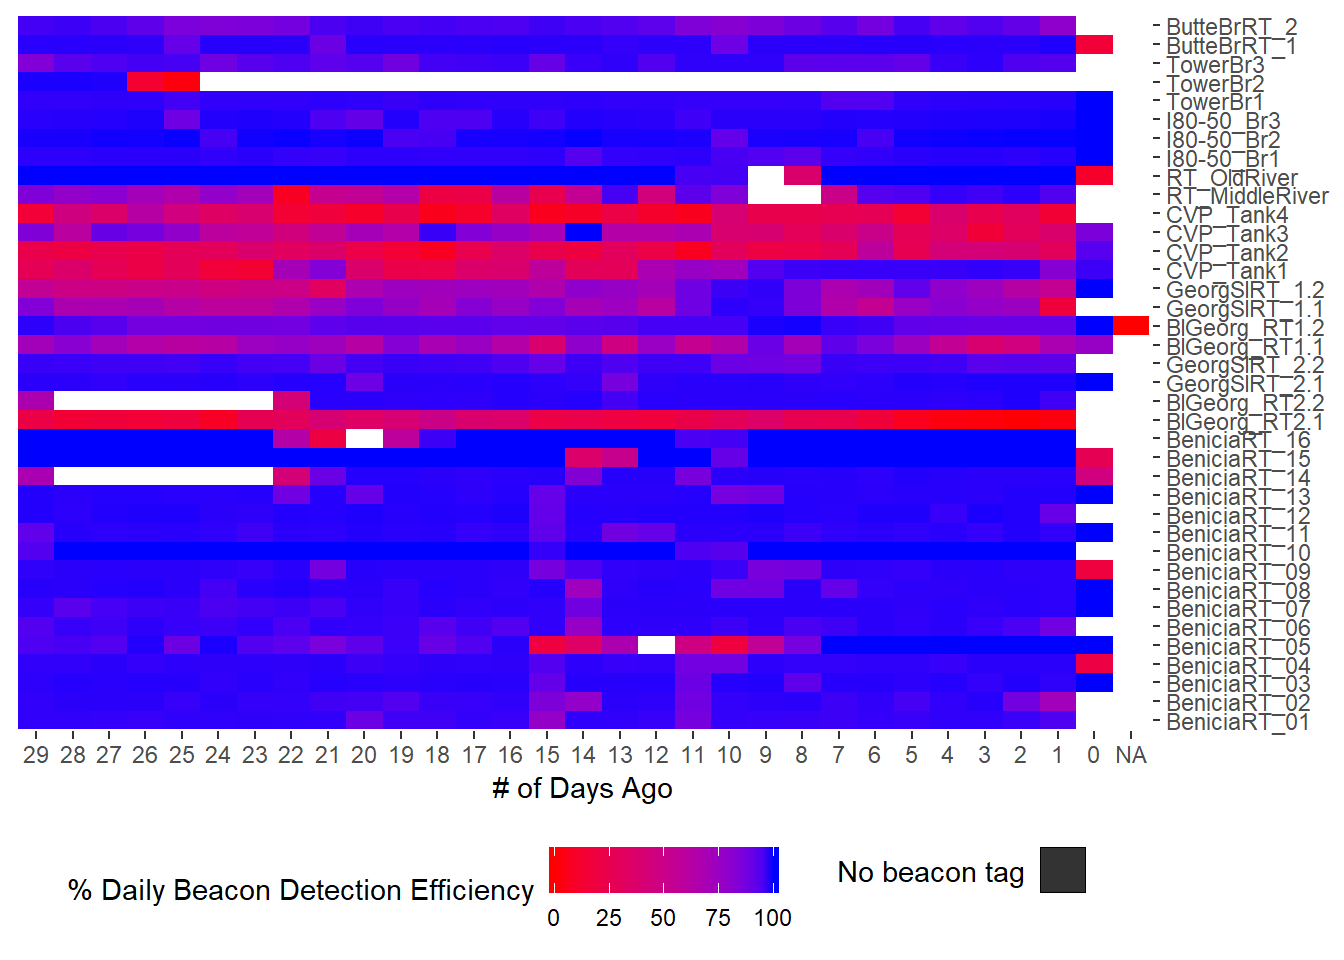 ButteBrRT_2
ButteBrRT_1
TowerBr3
TowerBr2
TowerBr1
I80-50_Br3
I80-50_Br2
I80-50_Br1
RT_OldRiver
RT_MiddleRiver
CVP_Tank4
CVP_Tank3
CVP_Tank2
CVP_Tank1
GeorgSlRT_1.2
GeorgSlRT_1.1
BlGeorg_RT1.2
BlGeorg_RT1.1
GeorgSlRT_2.2
GeorgSlRT_2.1
BlGeorg_RT2.2
BlGeorg_RT2.1
BeniciaRT_16
BeniciaRT_15
BeniciaRT_14
BeniciaRT_13
BeniciaRT_12
BeniciaRT_11
BeniciaRT_10
BeniciaRT_09
BeniciaRT_08
BeniciaRT_07
BeniciaRT_06
BeniciaRT_05
BeniciaRT_04
BeniciaRT_03
BeniciaRT_02
BeniciaRT_01
29 28 27 26 25 24 23 22 21 20 19 18 17 16 15 14 13 12 11 10 9 8 7 6 5 4 3 2 1 0 NA
# of Days Ago
% Daily Beacon Detection Efficiency
0 25 50 75 100
No beacon tag